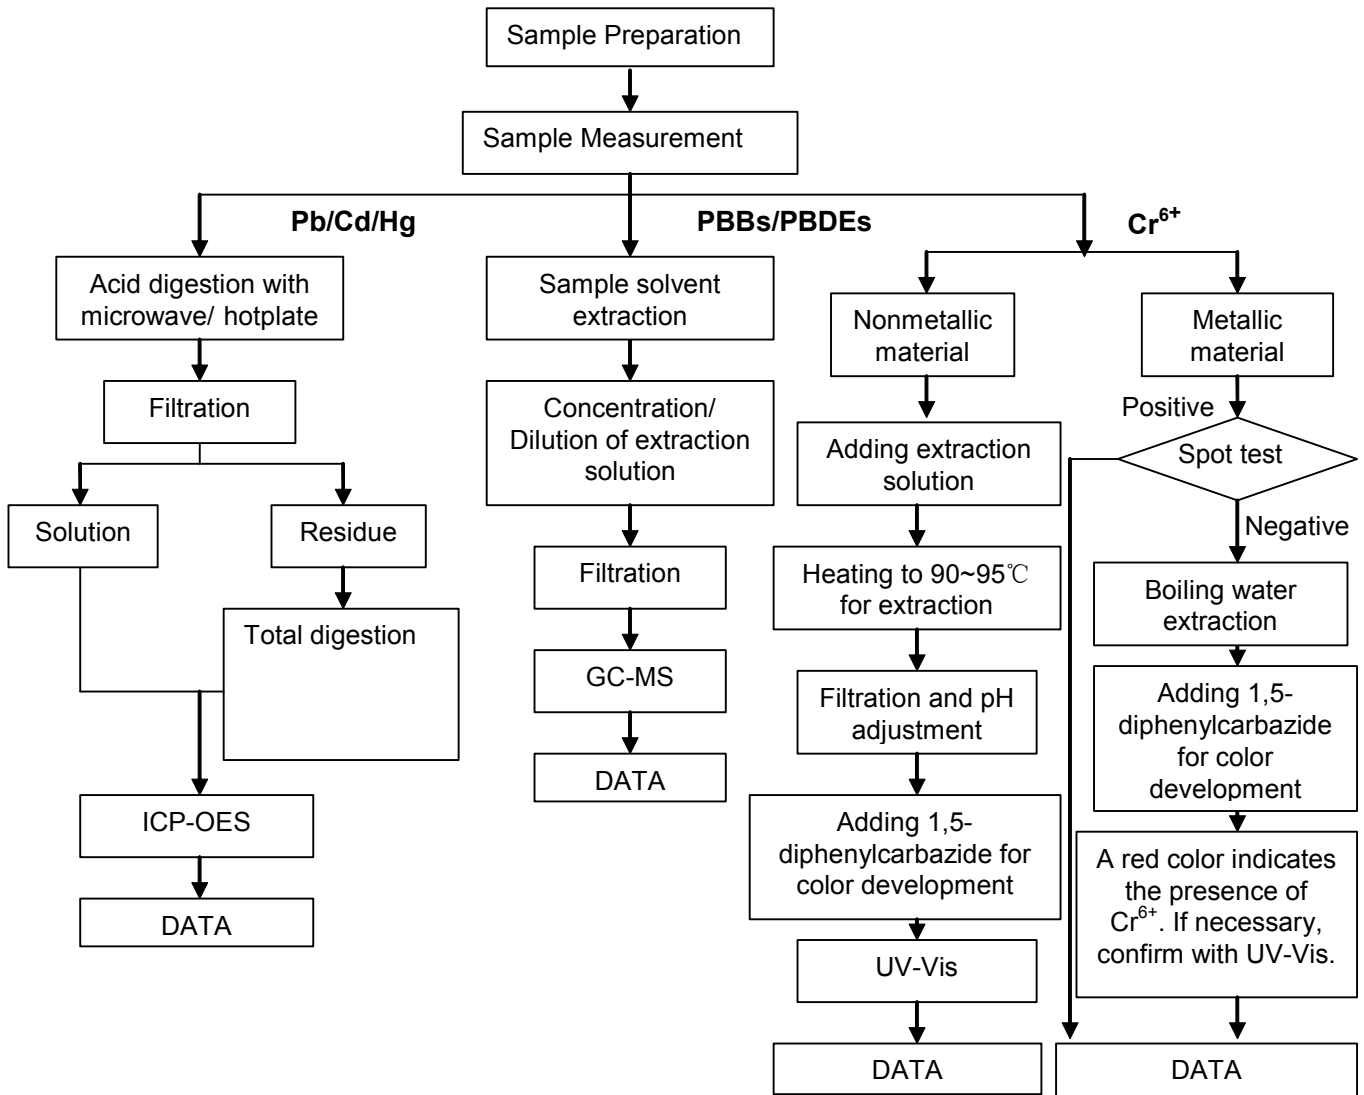 Sample Preparation
Sample Measurement
Pb/Cd/Hg
PBBs/PBDEs
Cr⁶⁺
Acid digestion with
microwave/ hotplate
Filtration
Solution
Residue
Total digestion
ICP-OES
DATA
Sample solvent
extraction
Concentration/
Dilution of extraction
solution
Filtration
GC-MS
DATA
Nonmetallic
material
Adding extraction
solution
Heating to 90~95℃
for extraction
Filtration and pH
adjustment
Adding 1,5-
diphenylcarbazide for
color development
UV-Vis
DATA
Metallic
material
Positive
Spot test
Negative
Boiling water
extraction
Adding 1,5-
diphenylcarbazide
for color
development
A red color indicates
the presence of
Cr⁶⁺. If necessary,
confirm with UV-Vis.
DATA